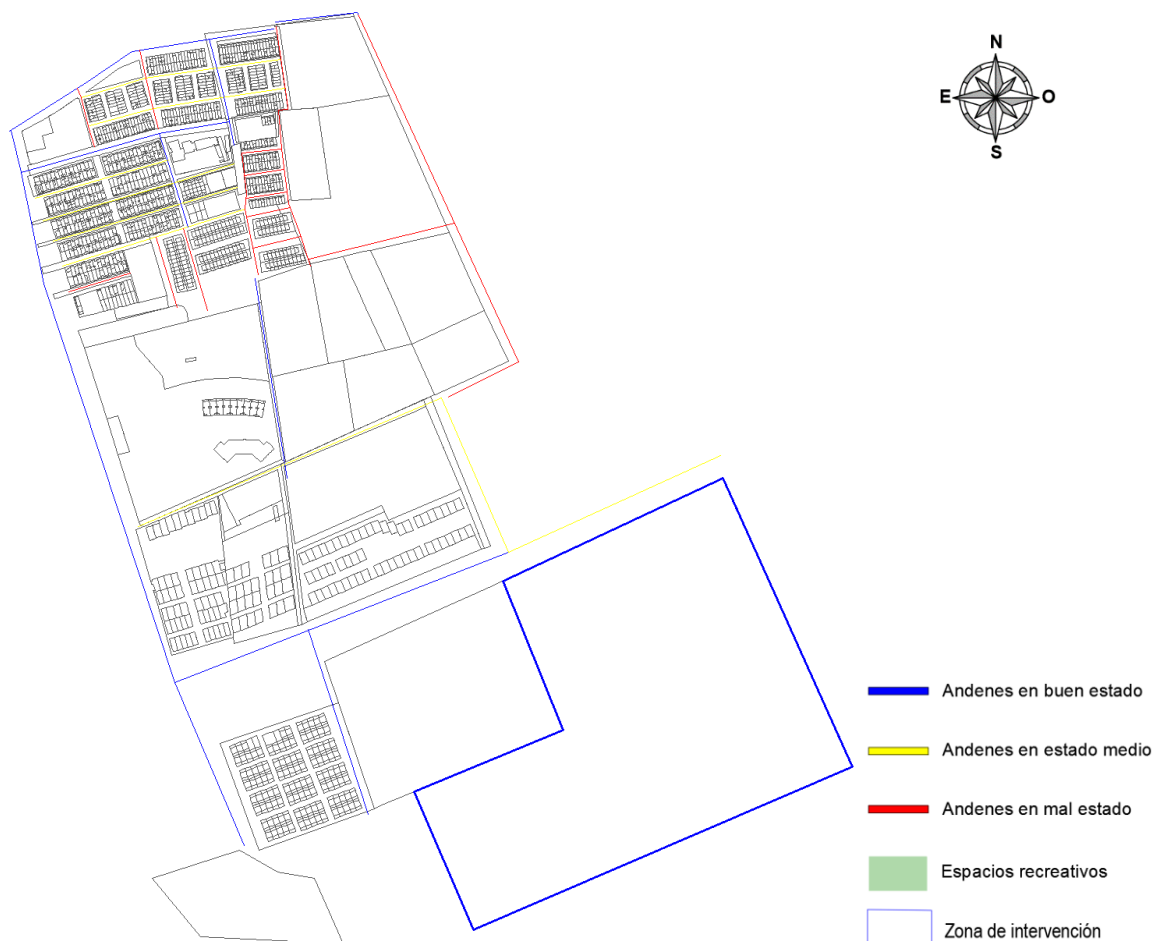 N
E O
S
Andenes en buen estado
Andenes en estado medio
Andenes en mal estado
Espacios recreativos
Zona de intervención